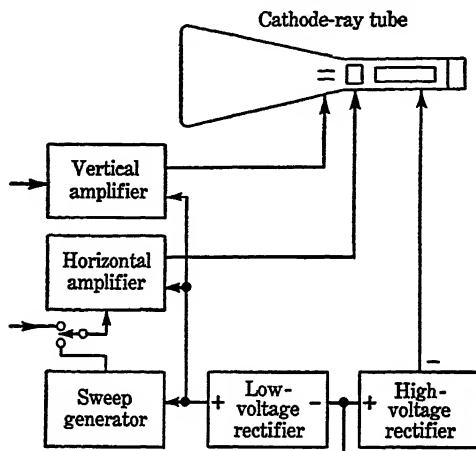 Cathode-ray tube
Vertical
amplifier
Horizontal
amplifier
Sweep
generator
+
Low-
voltage
rectifier
−
+
High-
voltage
rectifier
−